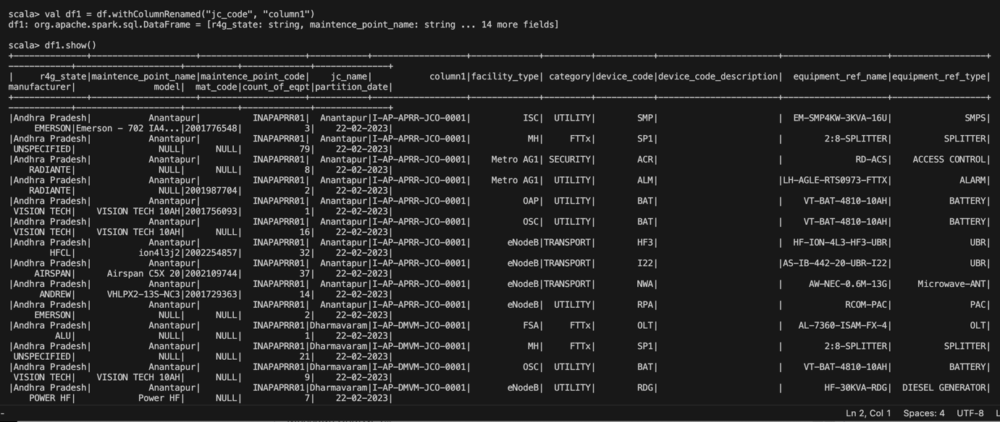 scala> val df1 = df.withColumnRenamed("jc_code", "column1")
df1: org.apache.spark.sql.DataFrame = [r4g_state: string, maintence_point_name: string ... 14 more fields]
scala> df1.show()
+--------------+--------------------+--------------------+-----------+-------------------+-------------+---------+-----------+-----------------------+--------------------+------------------+
------------+--------------------+----------+-------------+--------------+
| r4g_state|maintence_point_name|maintence_point_code| jc_name| column1|facility_type| category|device_code|device_code_description| equipment_ref_name|equipment_ref_type|
manufacturer| model| mat_code|count_of_eqpt|partition_date|
+--------------+--------------------+--------------------+-----------+-------------------+-------------+---------+-----------+-----------------------+--------------------+------------------+
------------+--------------------+----------+-------------+--------------+
|Andhra Pradesh| Anantapur| INAPAPRR01| Anantapur|I-AP-APRR-JCO-0001| ISC| UTILITY| SMP| | EM-SMP4KW-3KVA-16U| SMPS|
EMERSON|Emerson - 702 IA4...|2001776548| 3| 22-02-2023|
|Andhra Pradesh| Anantapur| INAPAPRR01| Anantapur|I-AP-APRR-JCO-0001| MH| FTTx| SP1| | 2:8-SPLITTER| SPLITTER|
UNSPECIFIED| NULL| NULL| 79| 22-02-2023|
|Andhra Pradesh| Anantapur| INAPAPRR01| Anantapur|I-AP-APRR-JCO-0001| Metro AG1| SECURITY| ACR| | RD-ACS| ACCESS CONTROL|
RADIANTE| NULL| NULL| 8| 22-02-2023|
|Andhra Pradesh| Anantapur| INAPAPRR01| Anantapur|I-AP-APRR-JCO-0001| Metro AG1| UTILITY| ALM| |LH-AGLE-RTS0973-FTTX| ALARM|
RADIANTE| NULL|2001987704| 2| 22-02-2023|
|Andhra Pradesh| Anantapur| INAPAPRR01| Anantapur|I-AP-APRR-JCO-0001| OAP| UTILITY| BAT| | VT-BAT-4810-10AH| BATTERY|
VISION TECH| VISION TECH 10AH|2001756093| 1| 22-02-2023|
|Andhra Pradesh| Anantapur| INAPAPRR01| Anantapur|I-AP-APRR-JCO-0001| OSC| UTILITY| BAT| | VT-BAT-4810-10AH| BATTERY|
VISION TECH| VISION TECH 10AH| NULL| 16| 22-02-2023|
|Andhra Pradesh| Anantapur| INAPAPRR01| Anantapur|I-AP-APRR-JCO-0001| eNodeB|TRANSPORT| HF3| | HF-ION-4L3-HF3-UBR| UBR|
HFCL| ion4l3j2|2002254857| 32| 22-02-2023|
|Andhra Pradesh| Anantapur| INAPAPRR01| Anantapur|I-AP-APRR-JCO-0001| eNodeB|TRANSPORT| I22| |AS-IB-442-20-UBR-I22| UBR|
AIRSPAN| Airspan C5X 20|2002109744| 37| 22-02-2023|
|Andhra Pradesh| Anantapur| INAPAPRR01| Anantapur|I-AP-APRR-JCO-0001| eNodeB|TRANSPORT| NWA| | AW-NEC-0.6M-13G| Microwave-ANT|
ANDREW| VHLPX2-13S-NC3|2001729363| 14| 22-02-2023|
|Andhra Pradesh| Anantapur| INAPAPRR01| Anantapur|I-AP-APRR-JCO-0001| eNodeB| UTILITY| RPA| | RCOM-PAC| PAC|
EMERSON| NULL| NULL| 2| 22-02-2023|
|Andhra Pradesh| Anantapur| INAPAPRR01|Dharmavaram|I-AP-DMVM-JCO-0001| FSA| FTTx| OLT| | AL-7360-ISAM-FX-4| OLT|
ALU| NULL| NULL| 1| 22-02-2023|
|Andhra Pradesh| Anantapur| INAPAPRR01|Dharmavaram|I-AP-DMVM-JCO-0001| MH| FTTx| SP1| | 2:8-SPLITTER| SPLITTER|
UNSPECIFIED| NULL| NULL| 21| 22-02-2023|
|Andhra Pradesh| Anantapur| INAPAPRR01|Dharmavaram|I-AP-DMVM-JCO-0001| OSC| UTILITY| BAT| | VT-BAT-4810-10AH| BATTERY|
VISION TECH| VISION TECH 10AH| NULL| 9| 22-02-2023|
|Andhra Pradesh| Anantapur| INAPAPRR01|Dharmavaram|I-AP-DMVM-JCO-0001| eNodeB| UTILITY| RDG| | HF-30KVA-RDG| DIESEL GENERATOR|
POWER HF| Power HF| NULL| 7| 22-02-2023|
Ln 2, Col 1 Spaces: 4 UTF-8 L